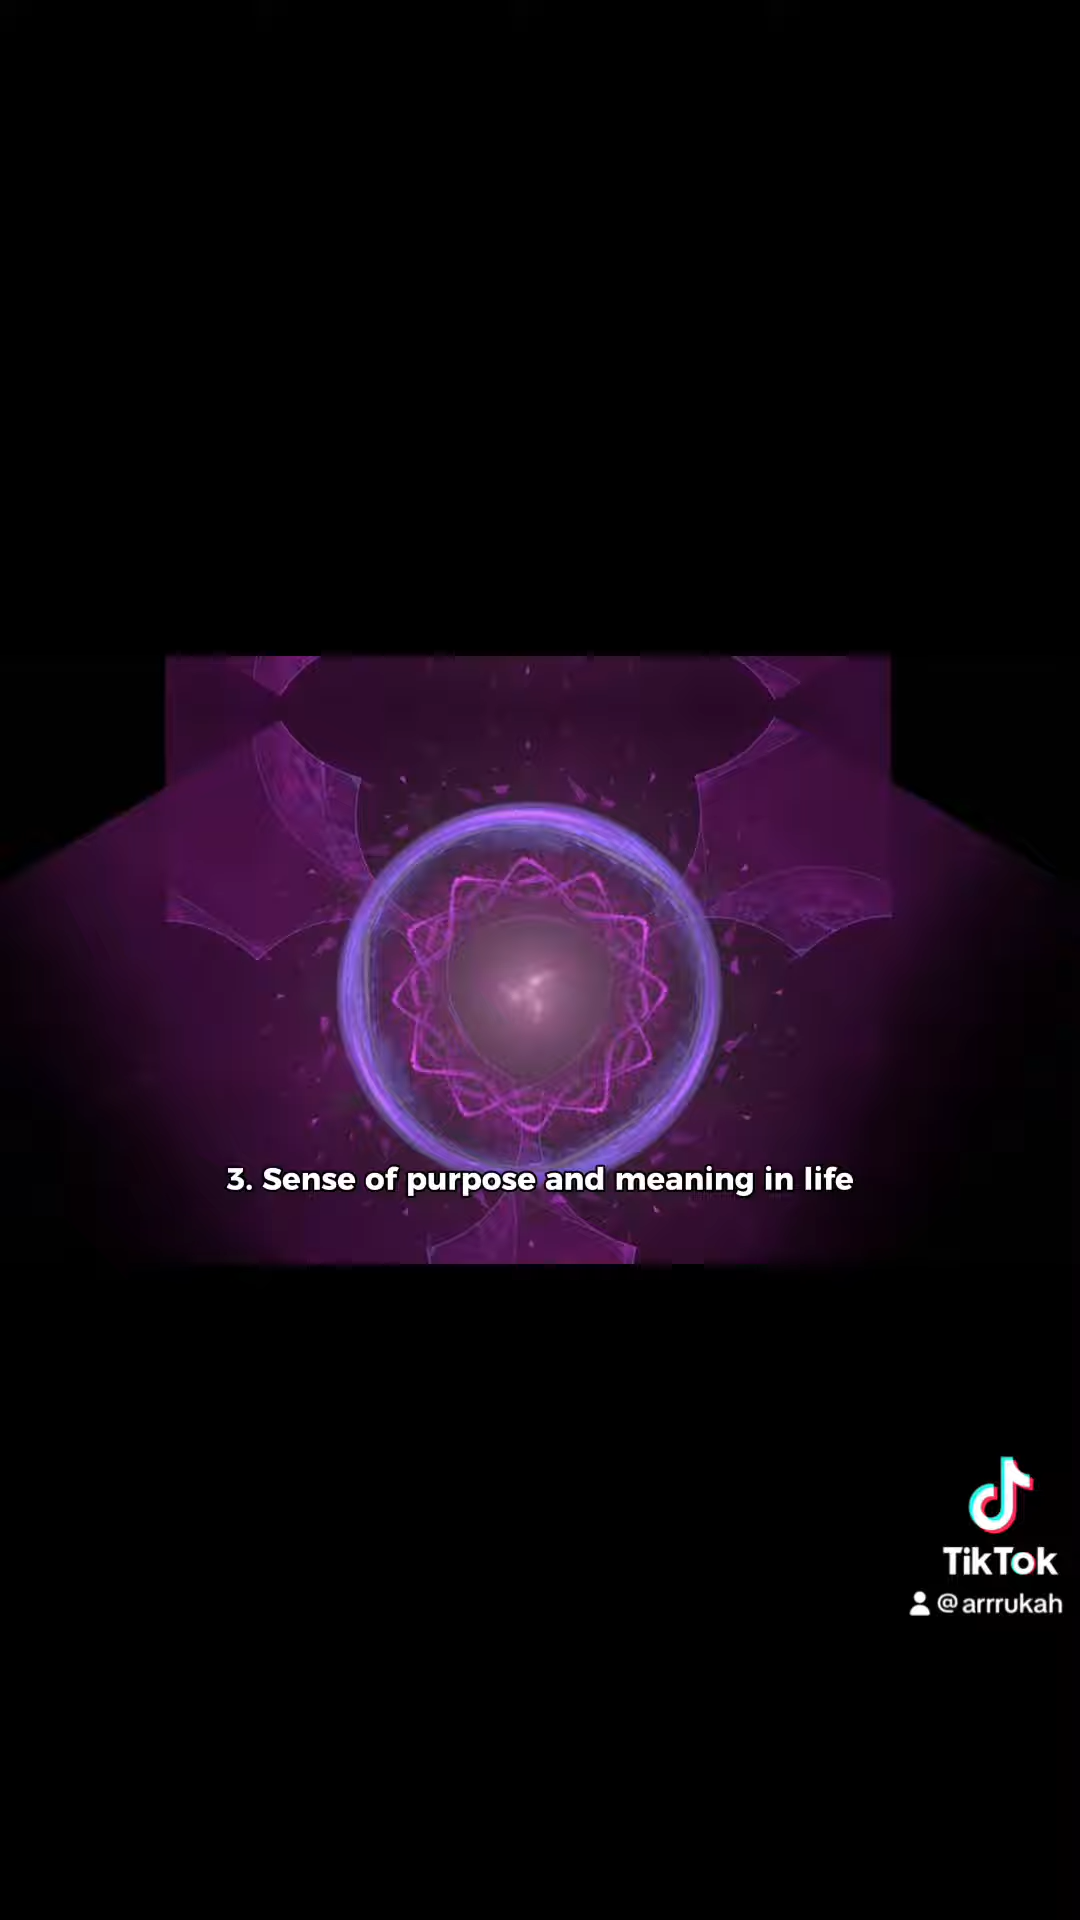 3. Sense of purpose and meaning in life
TikTok
@arrrukah